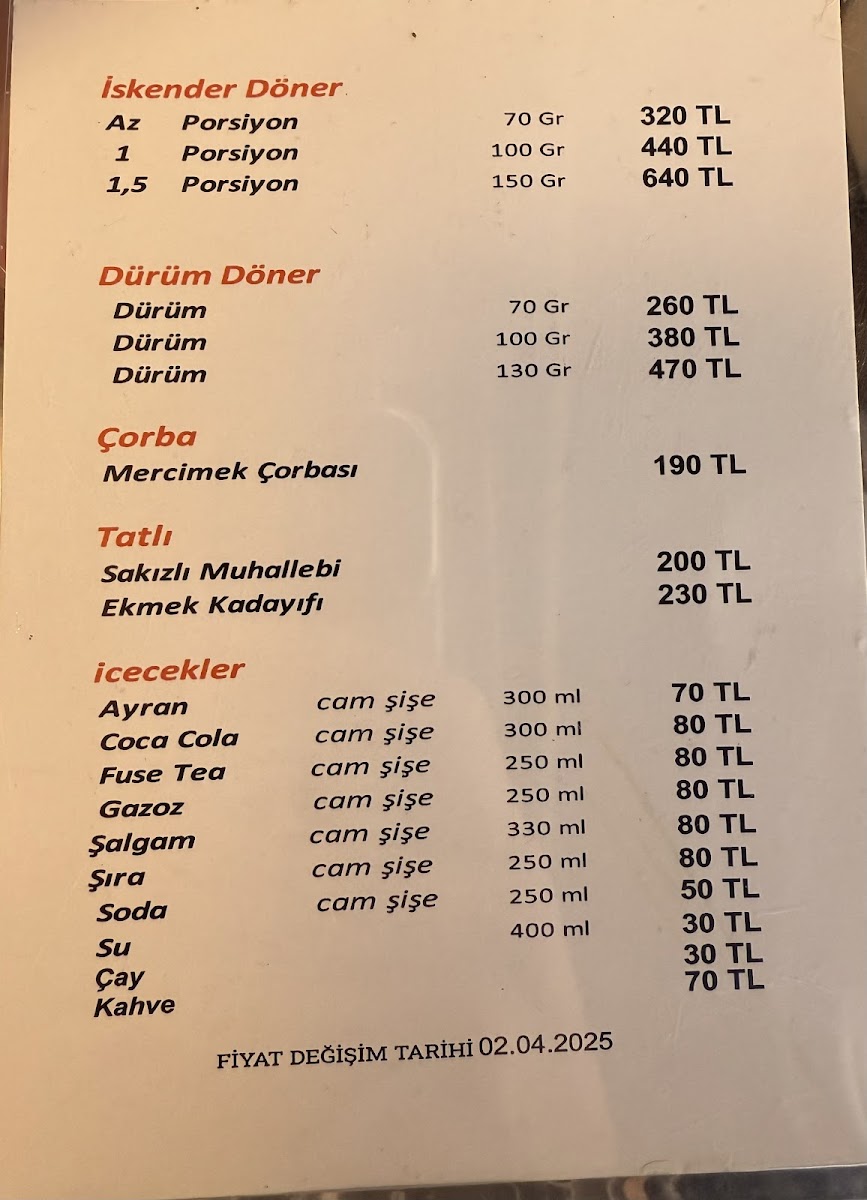 İskender Döner
Az Porsiyon 70 Gr 320 TL
1 Porsiyon 100 Gr 440 TL
1,5 Porsiyon 150 Gr 640 TL
Dürüm Döner
Dürüm 70 Gr 260 TL
Dürüm 100 Gr 380 TL
Dürüm 130 Gr 470 TL
Çorba
Mercimek Çorbası 190 TL
Tatlı
Sakızlı Muhallebi 200 TL
Ekmek Kadayıfı 230 TL
icecekler
Ayran cam şişe 300 ml 70 TL
Coca Cola cam şişe 300 ml 80 TL
Fuse Tea cam şişe 250 ml 80 TL
Gazoz cam şişe 250 ml 80 TL
Şalgam cam şişe 330 ml 80 TL
Şıra cam şişe 250 ml 80 TL
Soda cam şişe 250 ml 50 TL
Su 400 ml 30 TL
Çay 30 TL
Kahve 70 TL
FİYAT DEĞİŞİM TARİHİ 02.04.2025